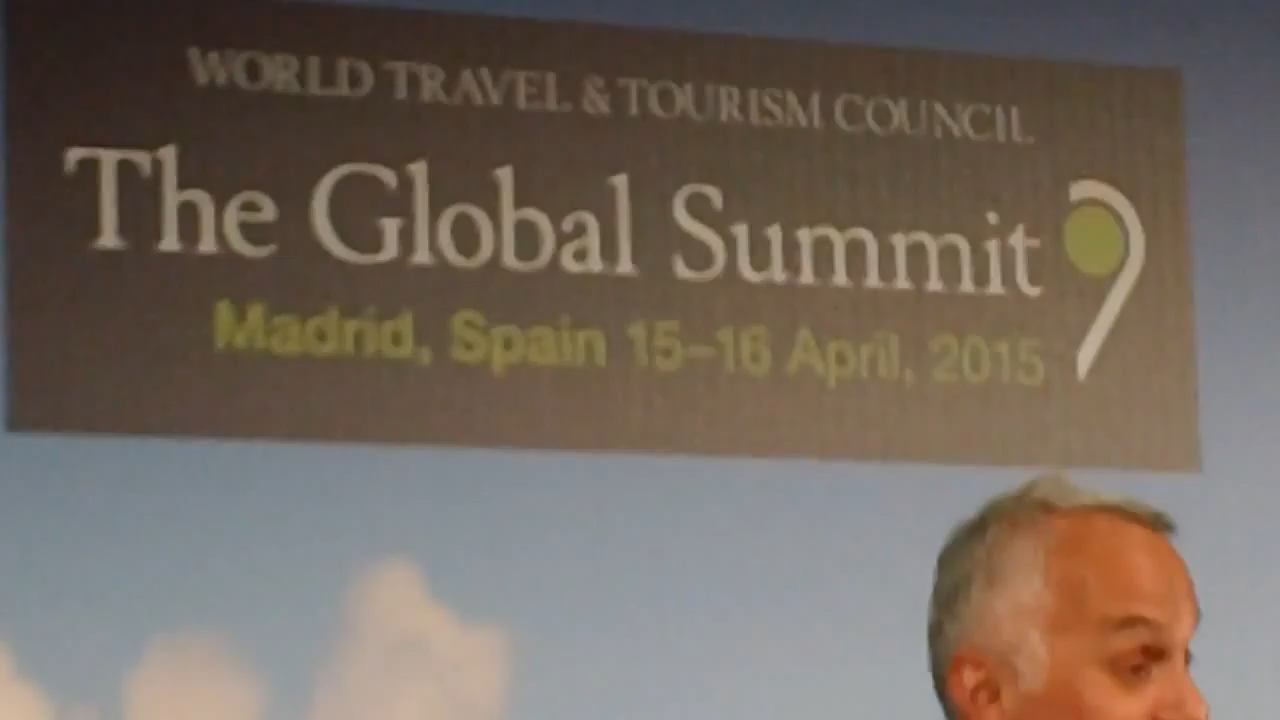 WORLD TRAVEL & TOURISM COUNCIL
The Global Summit
Madrid, Spain 15–16 April, 2015